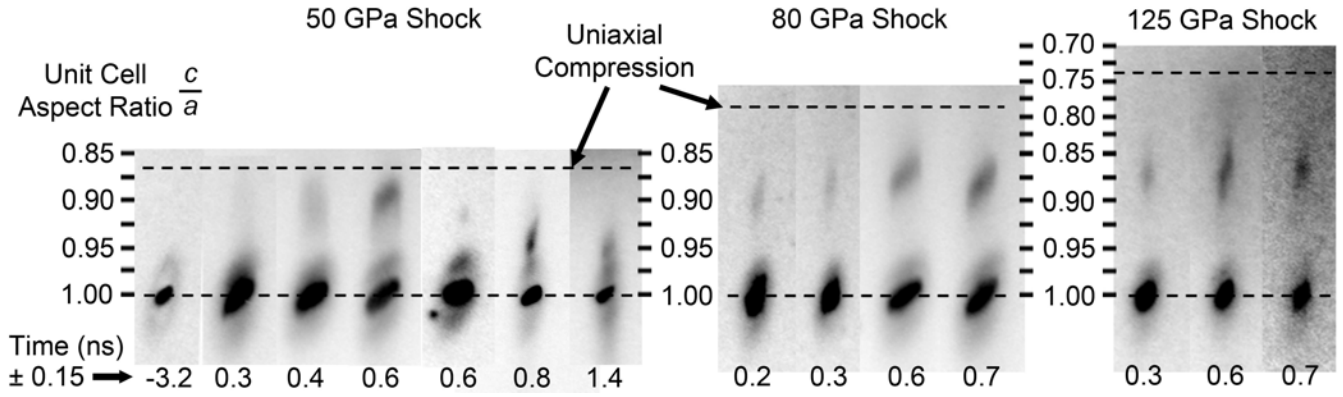 50 GPa Shock
80 GPa Shock
125 GPa Shock
Uniaxial
Compression
Unit Cell
Aspect Ratio c/a
0.85
0.90
0.95
1.00
0.85
0.90
0.95
1.00
0.70
0.75
0.80
0.85
0.90
0.95
1.00
Time (ns)
± 0.15
-3.2 0.3 0.4 0.6 0.6 0.8 1.4
0.2 0.3 0.6 0.7
0.3 0.6 0.7